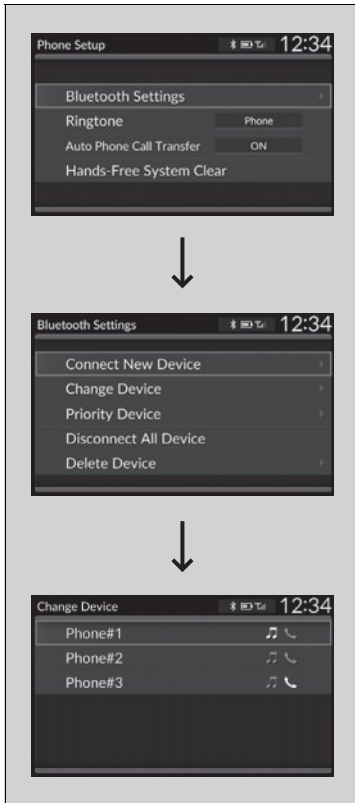 Phone Setup 12:34
Bluetooth Settings
Ringtone Phone
Auto Phone Call Transfer ON
Hands-Free System Clear
Bluetooth Settings 12:34
Connect New Device
Change Device
Priority Device
Disconnect All Device
Delete Device
Change Device 12:34
Phone#1
Phone#2
Phone#3